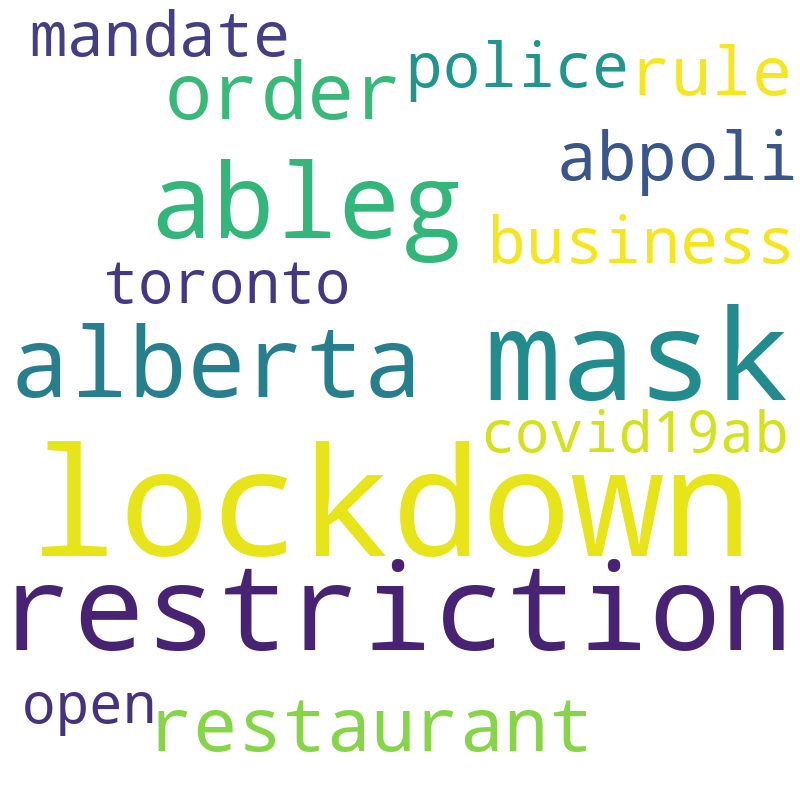 mandate
order police rule
abpoli
ableg
business
toronto
alberta mask
covid19ab
lockdown
restriction
open restaurant